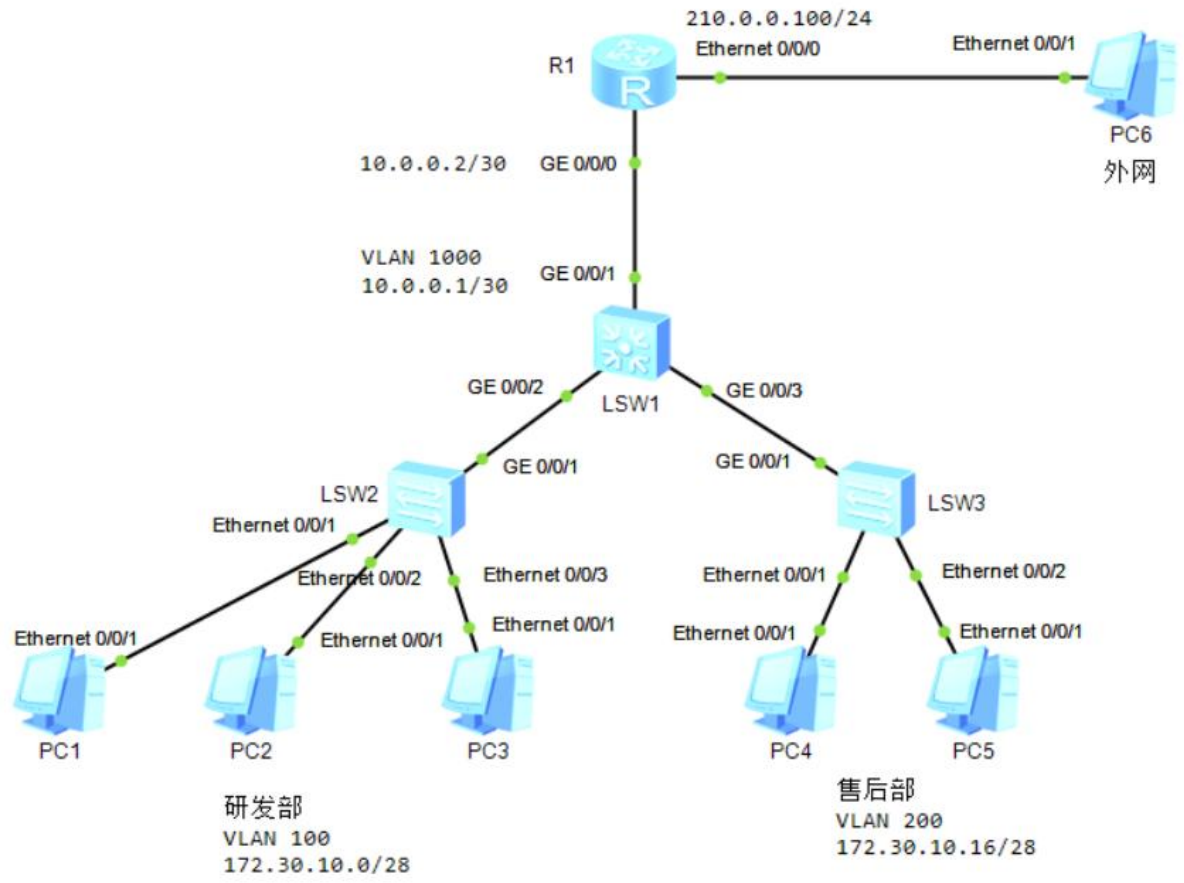 210.0.0.100/24
Ethernet 0/0/0
Ethernet 0/0/1
R1
R
PC6
外网
10.0.0.2/30
GE 0/0/0
VLAN 1000
10.0.0.1/30
GE 0/0/1
GE 0/0/2
GE 0/0/3
LSW1
GE 0/0/1
GE 0/0/1
LSW2
LSW3
Ethernet 0/0/1
Ethernet 0/0/2
Ethernet 0/0/3
Ethernet 0/0/1
Ethernet 0/0/2
Ethernet 0/0/1
Ethernet 0/0/1
Ethernet 0/0/1
Ethernet 0/0/1
Ethernet 0/0/1
PC1
PC2
PC3
PC4
PC5
研发部
VLAN 100
172.30.10.0/28
售后部
VLAN 200
172.30.10.16/28